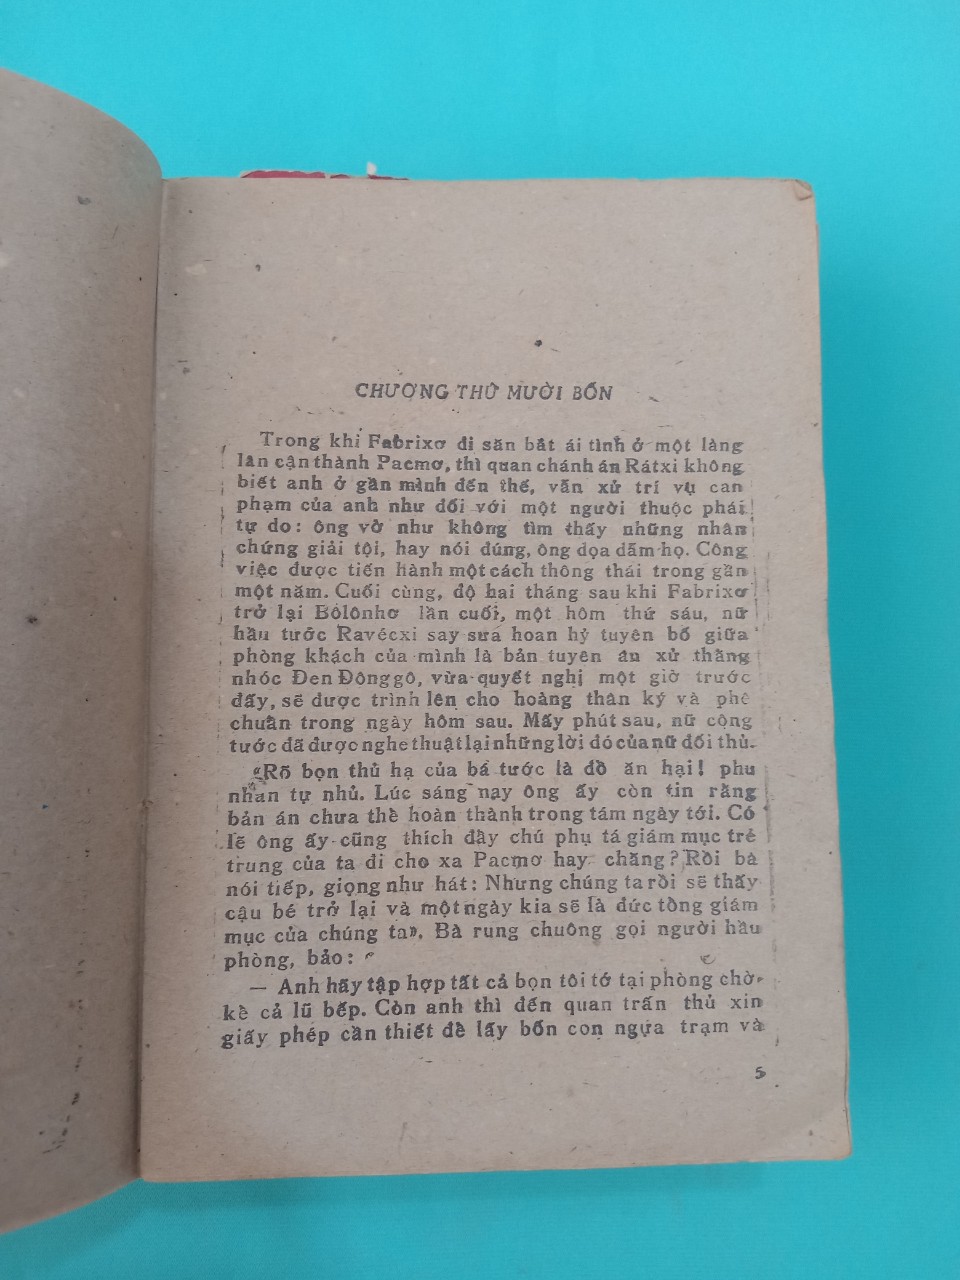 CHƯƠNG THỨ MƯỜI BỐN
Trong khi Fabrixơ đi săn bắt ái tình ở một làng
lân cận thành Pacmơ, thì quan chánh án Rátxi không
biết anh ở gần mình đến thế, vẫn xử trí vụ can
phạm của anh như đối với một người thuộc phái
tự do: ông vờ như không tìm thấy những nhân
chứng giải tội, hay nói đúng, ông dọa dẫm họ. Công
việc được tiến hành một cách thông thái trong gần
một năm. Cuối cùng, độ hai tháng sau khi Fabrixơ
trở lại Bôlônhơ lần cuối, một hôm thứ sáu, nữ
hầu tước Ravécxi say sưa hoan hỷ tuyên bố giữa
phòng khách của mình là bản tuyên án xử thằng
nhóc Đen Đônggô, vừa quyết nghị một giờ trước
đấy, sẽ được trình lên cho hoàng thân ký và phê
chuẩn trong ngày hôm sau. Mấy phút sau, nữ công
tước đã được nghe thuật lại những lời đó của nữ đối thủ.
«Rõ bọn thủ hạ của bá tước là đồ ăn hại! phu
nhân tự nhủ. Lúc sáng nay ông ấy còn tin rằng
bản án chưa thể hoàn thành trong tám ngày tới. Có
lẽ ông ấy cũng thích đầy chú phụ tá giám mục trẻ
trung của ta đi cho xa Pacmơ hay chăng? Rồi bà
nói tiếp, giọng như hát: Nhưng chúng ta rồi sẽ thấy
cậu bé trở lại và một ngày kia sẽ là đức tổng giám
mục của chúng ta». Bà rung chuông gọi người hầu
phòng, bảo:
— Anh hãy tập hợp tất cả bọn tôi tớ tại phòng chờ
kể cả lũ bếp. Còn anh thì đến quan trấn thủ xin
giấy phép cần thiết để lấy bốn con ngựa trạm và
5